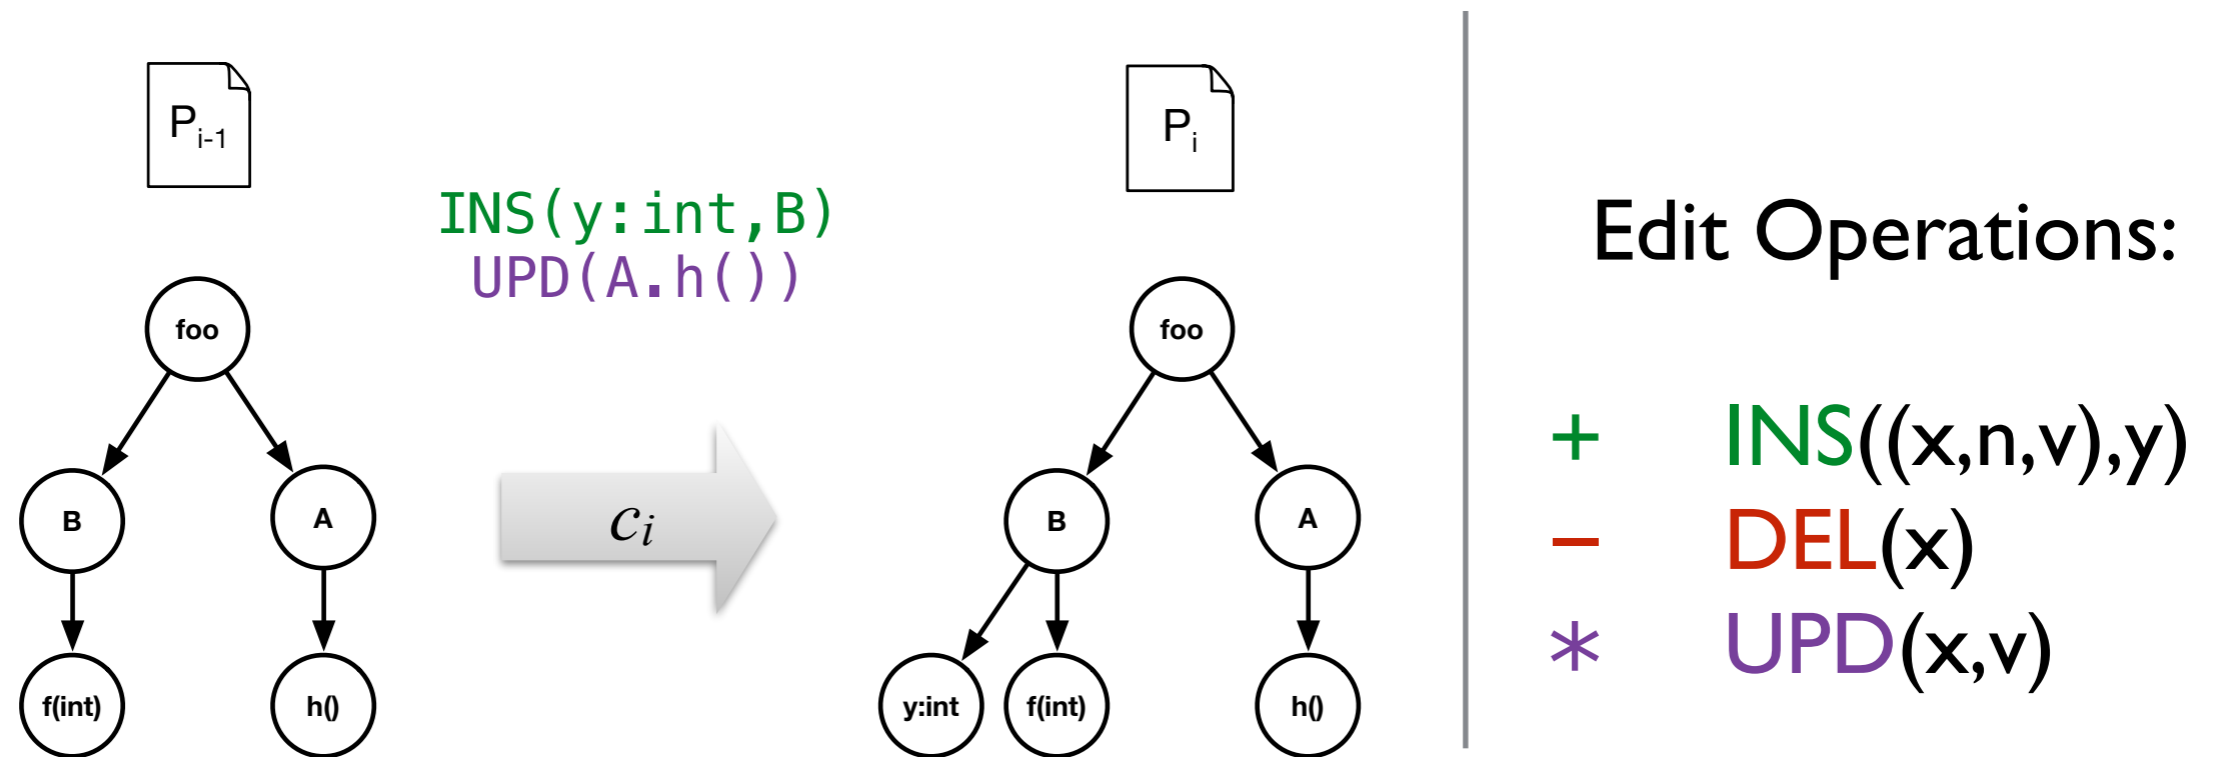 P_{i-1}
INS(y:int,B)
UPD(A.h())
foo
B
A
f(int)
h()
c_i
P_i
foo
B
A
y:int
f(int)
h()
Edit Operations:
+ INS((x,n,v),y)
− DEL(x)
* UPD(x,v)